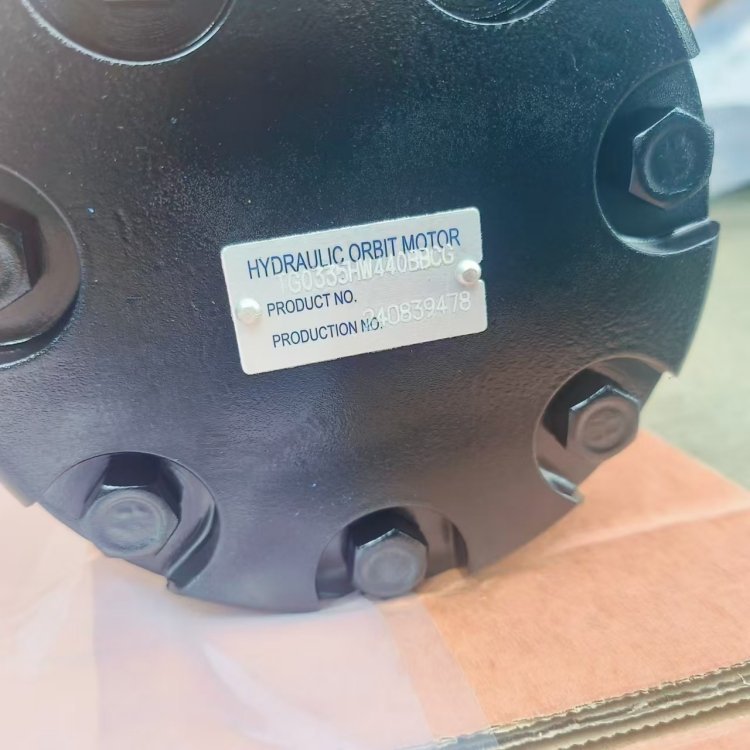 HYDRAULIC ORBIT MOTOR
TG0335HW440BBCG
PRODUCT NO.
PRODUCTION NO. 240839478